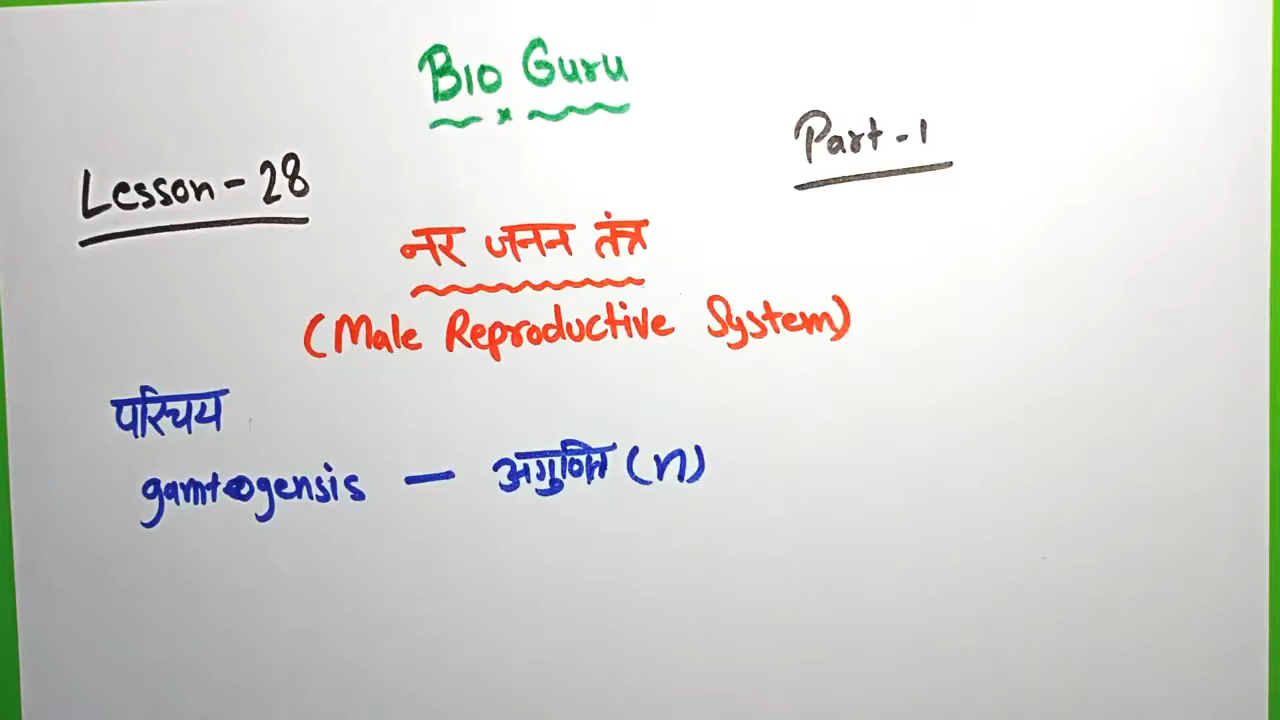 Bio Guru
Part-1
Lesson-28
नर जनन तंत्र
(Male Reproductive System)
परिचय
gamtogensis — अगुणित (n)